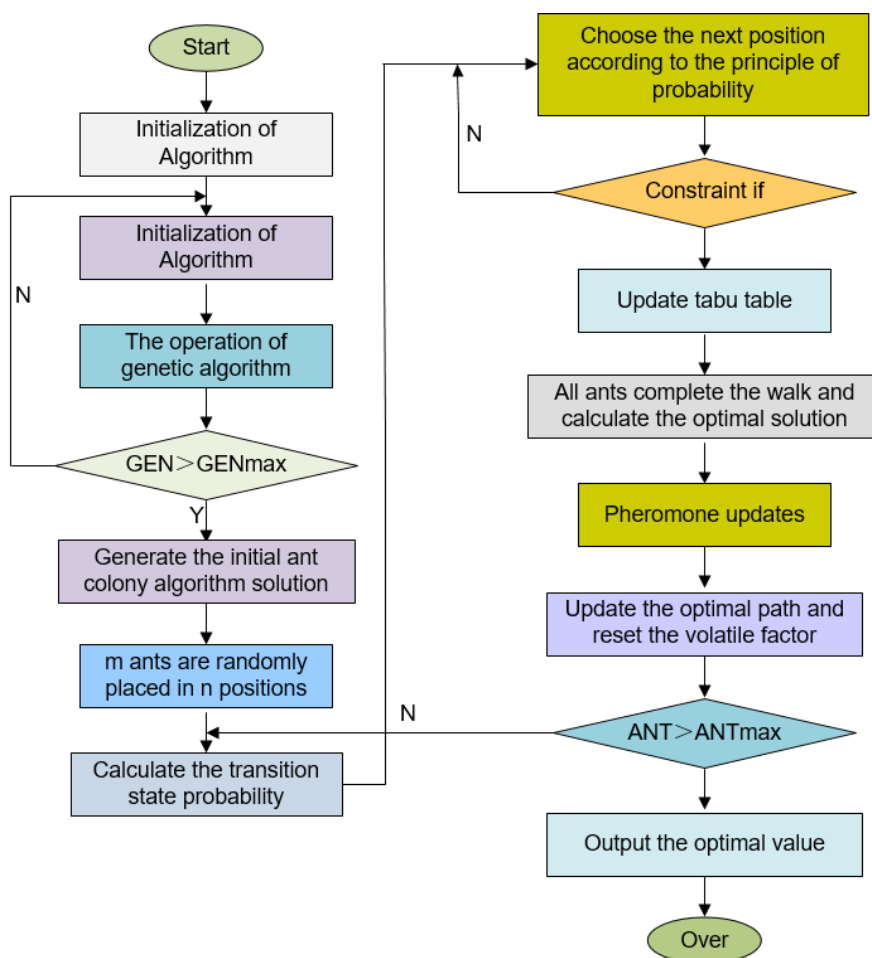 Start
Initialization of
Algorithm
Initialization of
Algorithm
N
The operation of
genetic algorithm
GEN＞GENmax
Y
Generate the initial ant
colony algorithm solution
m ants are randomly
placed in n positions
Calculate the transition
state probability
Choose the next position
according to the principle of
probability
N
Constraint if
Update tabu table
All ants complete the walk and
calculate the optimal solution
Pheromone updates
Update the optimal path and
reset the volatile factor
N
ANT＞ANTmax
Output the optimal value
Over